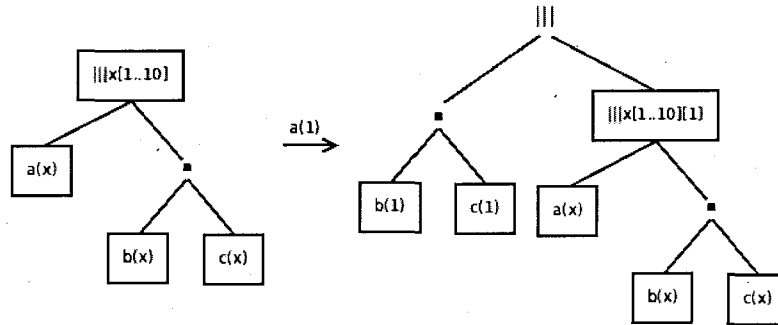 |||
|||x[1..10]
|||x[1..10][1]
a(1)
a(x)
b(1)
c(1)
a(x)
b(x)
c(x)
b(x)
c(x)